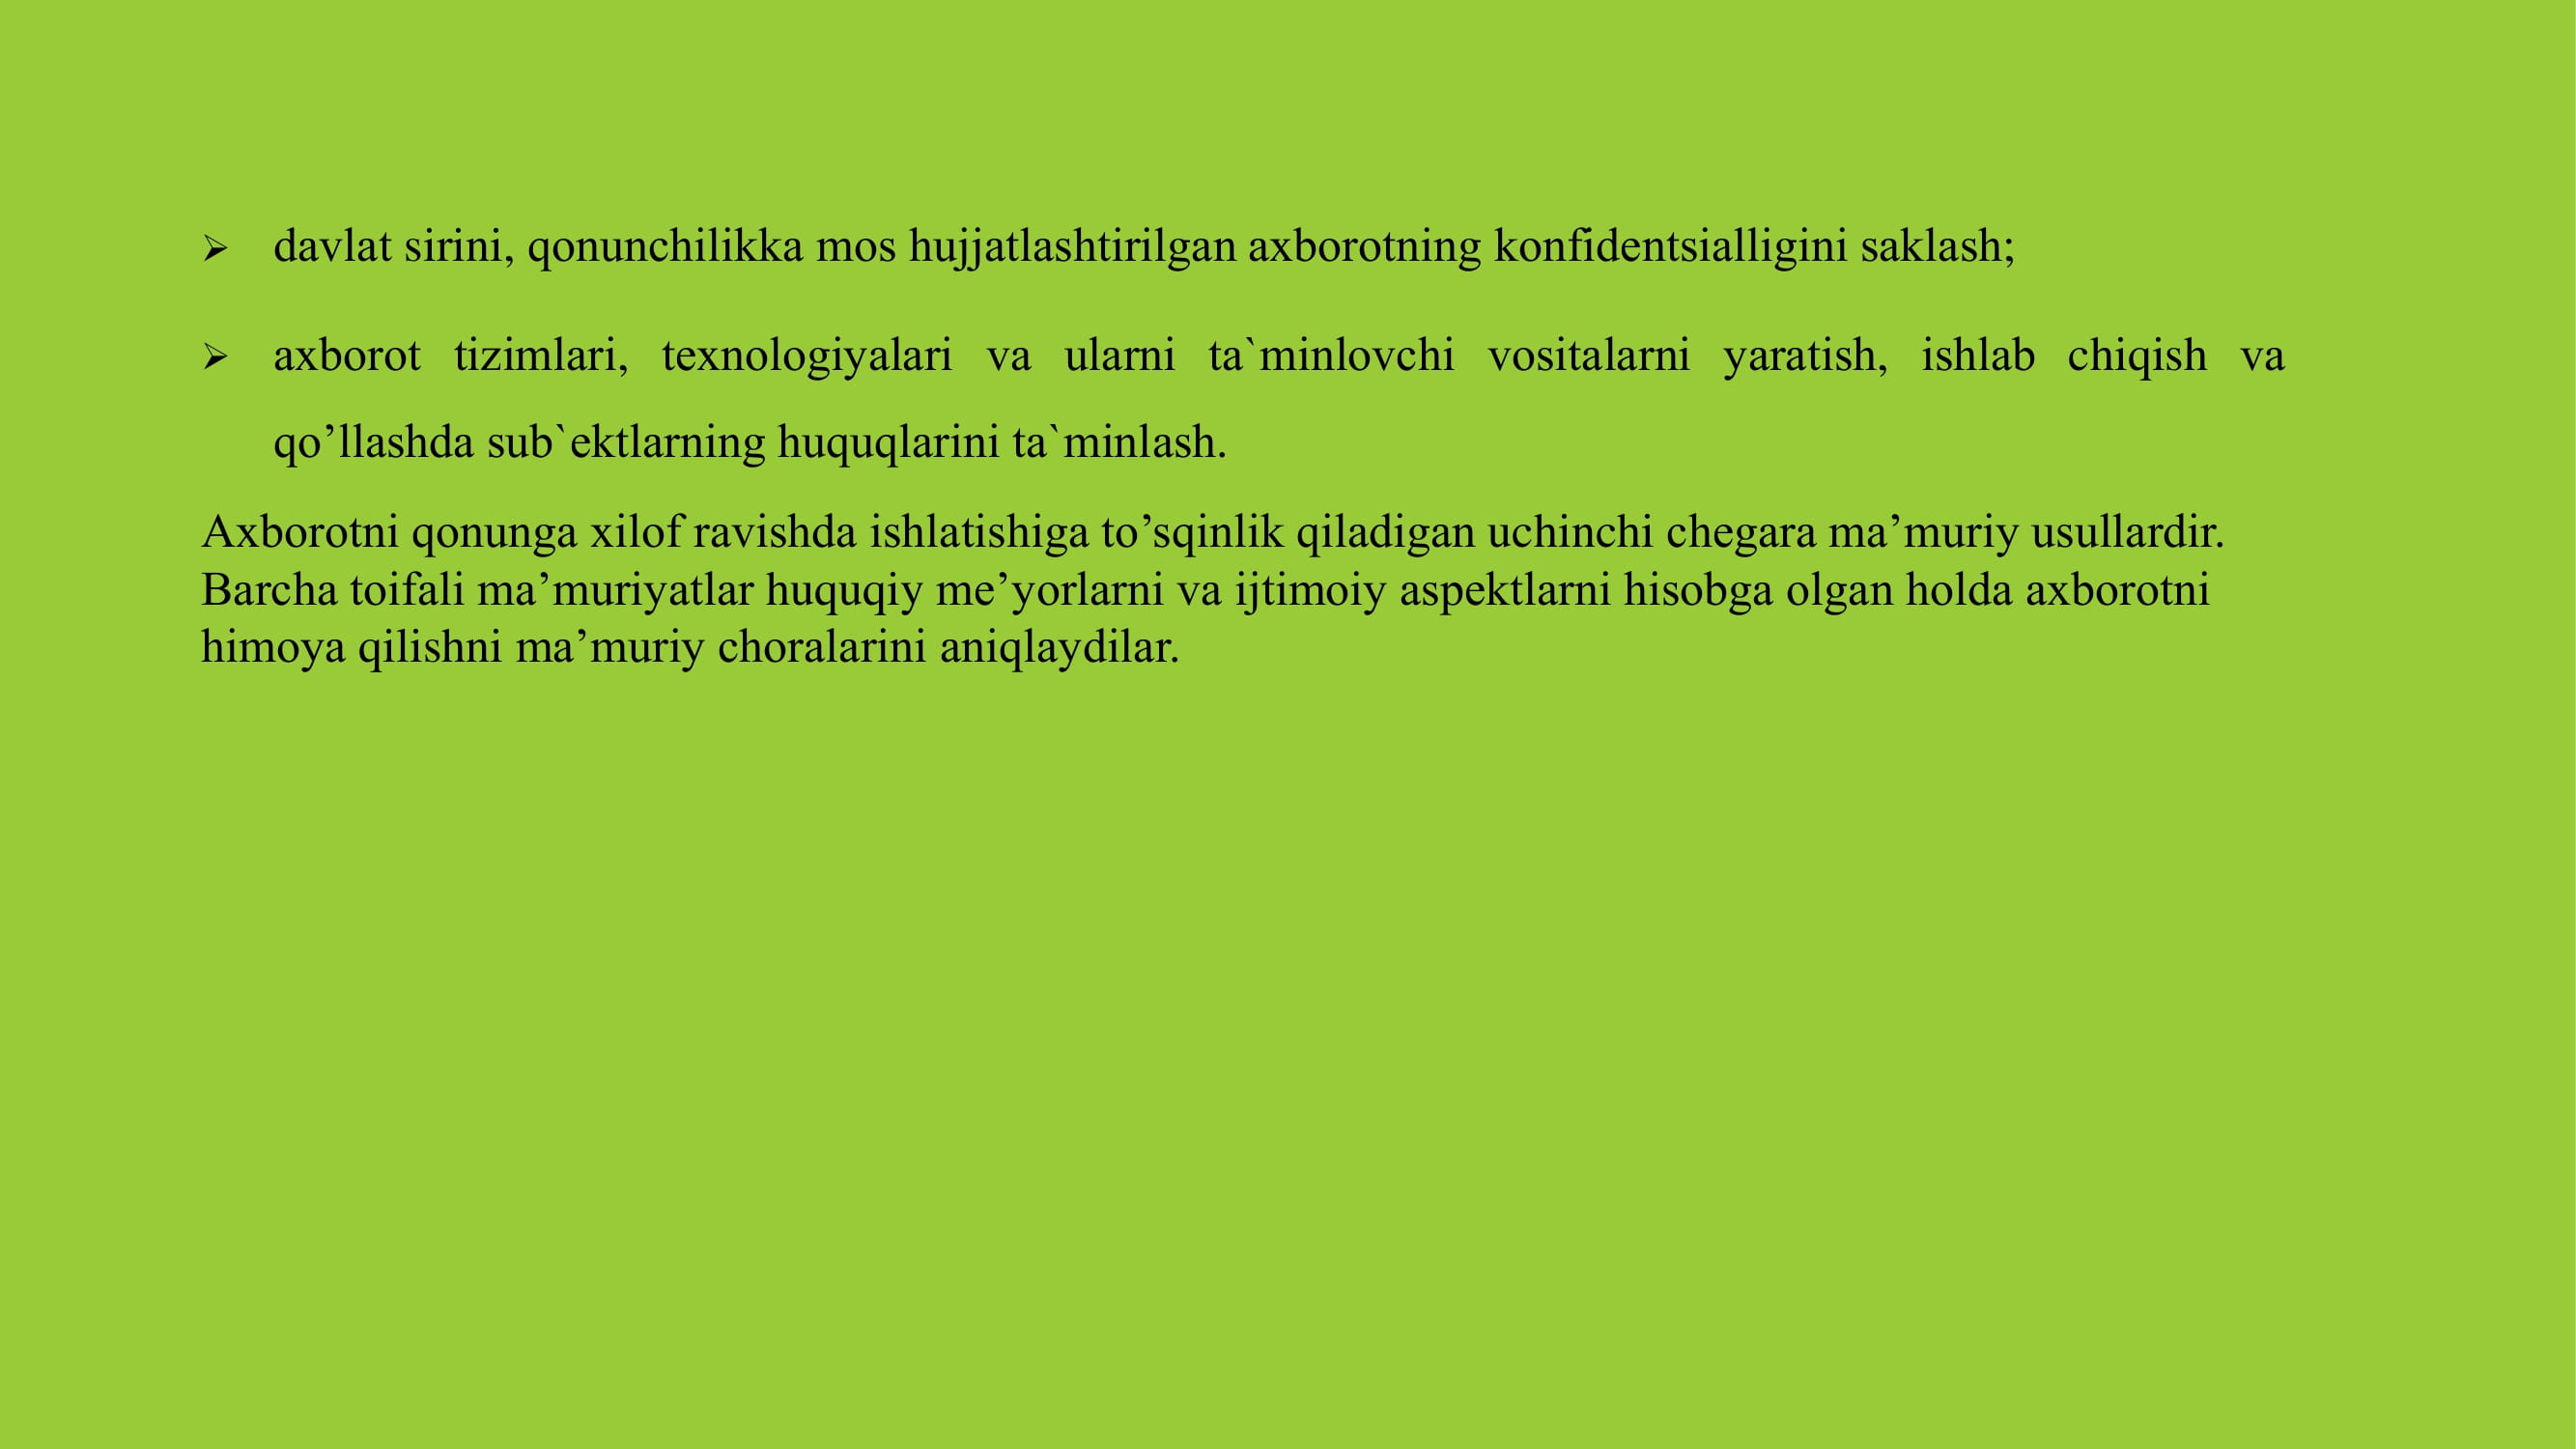 ➢ davlat sirini, qonunchilikka mos hujjatlashtirilgan axborotning konfidentsialligini saklash;
➢ axborot tizimlari, texnologiyalari va ularni ta`minlovchi vositalarni yaratish, ishlab chiqish va
qo’llashda sub`ektlarning huquqlarini ta`minlash.
Axborotni qonunga xilof ravishda ishlatishiga to’sqinlik qiladigan uchinchi chegara ma’muriy usullardir.
Barcha toifali ma’muriyatlar huquqiy me’yorlarni va ijtimoiy aspektlarni hisobga olgan holda axborotni
himoya qilishni ma’muriy choralarini aniqlaydilar.